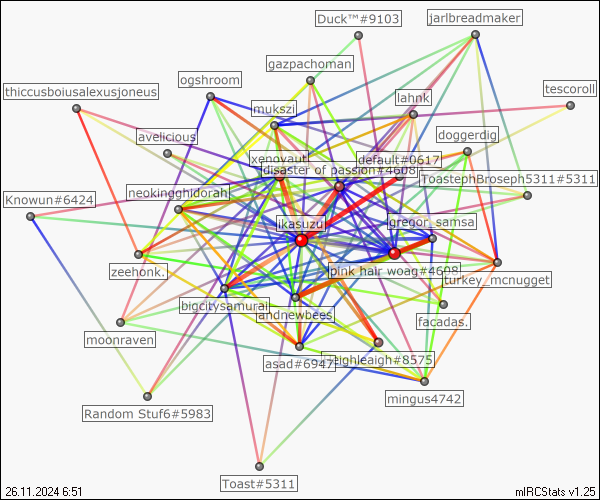 Duck™#9103
jarlbreadmaker
gazpachoman
ogshroom
thiccusboiusalexusjoneus
tescoroll
lahnk
mukszi
avelicious
doggerdig
xenovaut
default#0617
disaster of passion#4608
ToastephBroseph5311#5311
neokingghidorah
Knowun#6424
ikasuzu
gregor_samsa
zeehonk.
pink hair woag#4608
turkey_mcnugget
bigcitysamurai
andnewbees
facadas.
moonraven
asad#6947
highleigh#8575
mingus4742
Random Stuf6#5983
Toast#5311
26.11.2024 6:51
mIRCStats v1.25